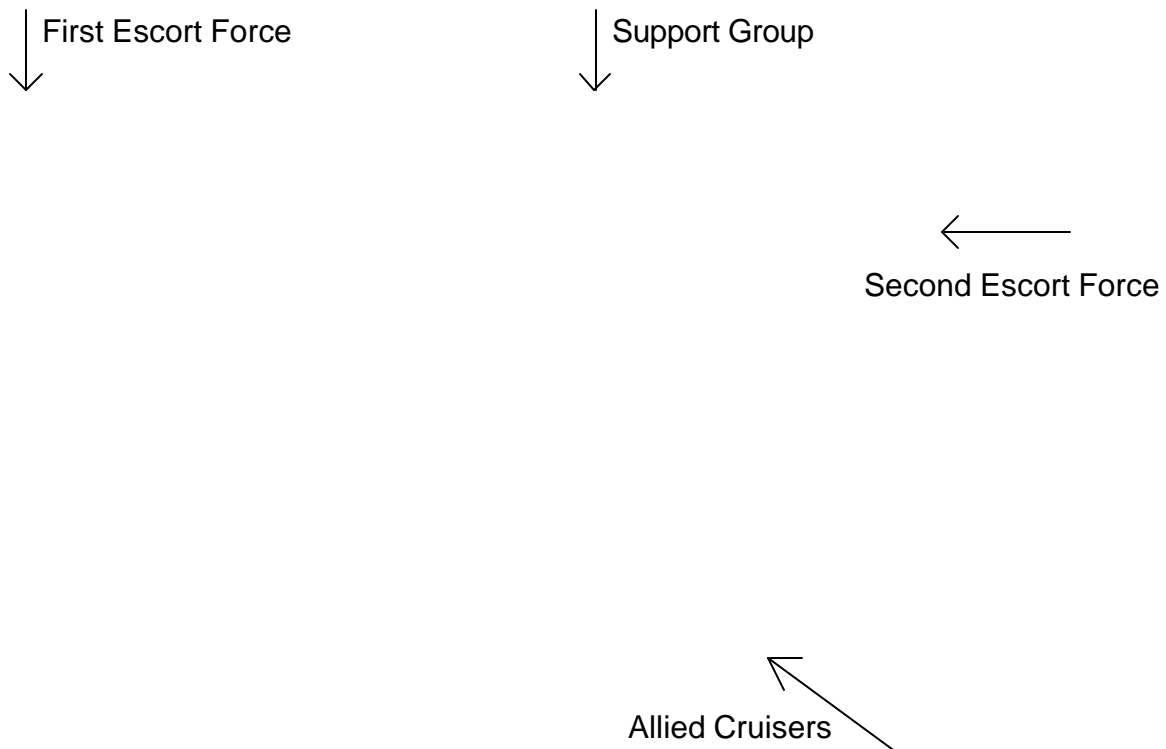 First Escort Force
Support Group
Second Escort Force
Allied Cruisers